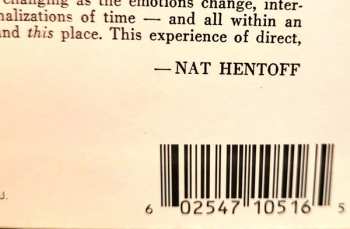 changing as the emotions change, inter-
nalizations of time — and all within an
and this place. This experience of direct,
—NAT HENTOFF
6 02547 10516 5